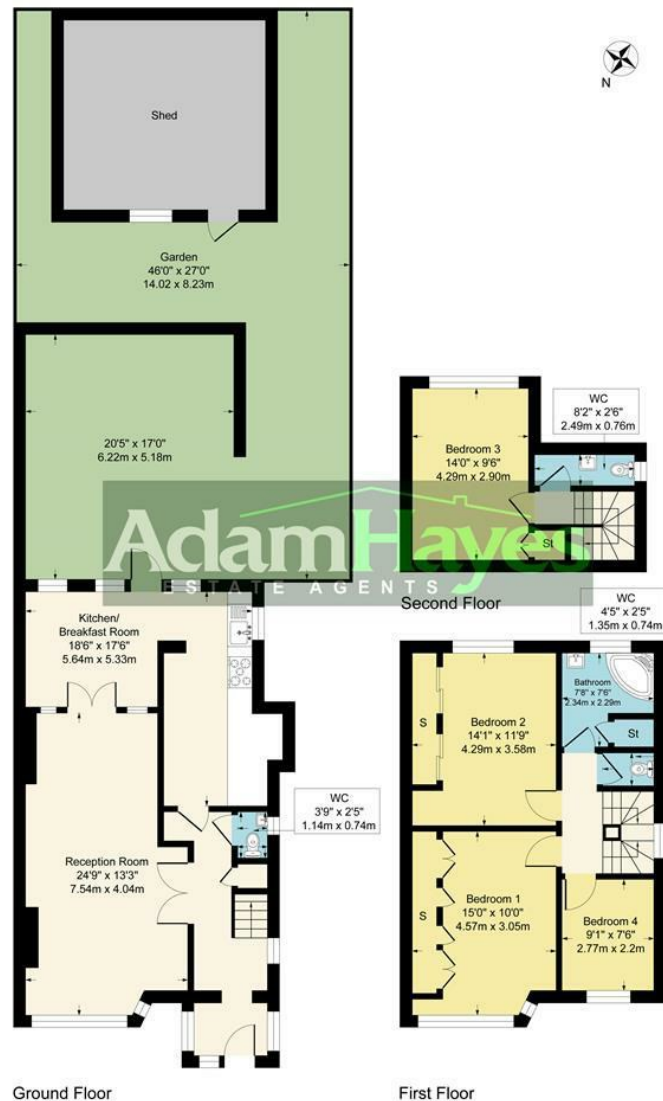 Shed
N
Garden
46'0" x 27'0"
14.02 x 8.23m
20'5" x 17'0"
6.22m x 5.18m
AdamHayes
ESTATE AGENTS
Kitchen/
Breakfast Room
18'6" x 17'6"
5.64m x 5.33m
WC
3'9" x 2'5"
1.14m x 0.74m
Reception Room
24'9" x 13'3"
7.54m x 4.04m
Ground Floor
WC
8'2" x 2'6"
2.49m x 0.76m
Bedroom 3
14'0" x 9'6"
4.29m x 2.90m
St
Second Floor
WC
4'5" x 2'5"
1.35m x 0.74m
Bathroom
7'8" x 7'6"
2.34m x 2.29m
S
Bedroom 2
14'1" x 11'9"
4.29m x 3.58m
St
S
Bedroom 1
15'0" x 10'0"
4.57m x 3.05m
Bedroom 4
9'1" x 7'6"
2.77m x 2.2m
First Floor